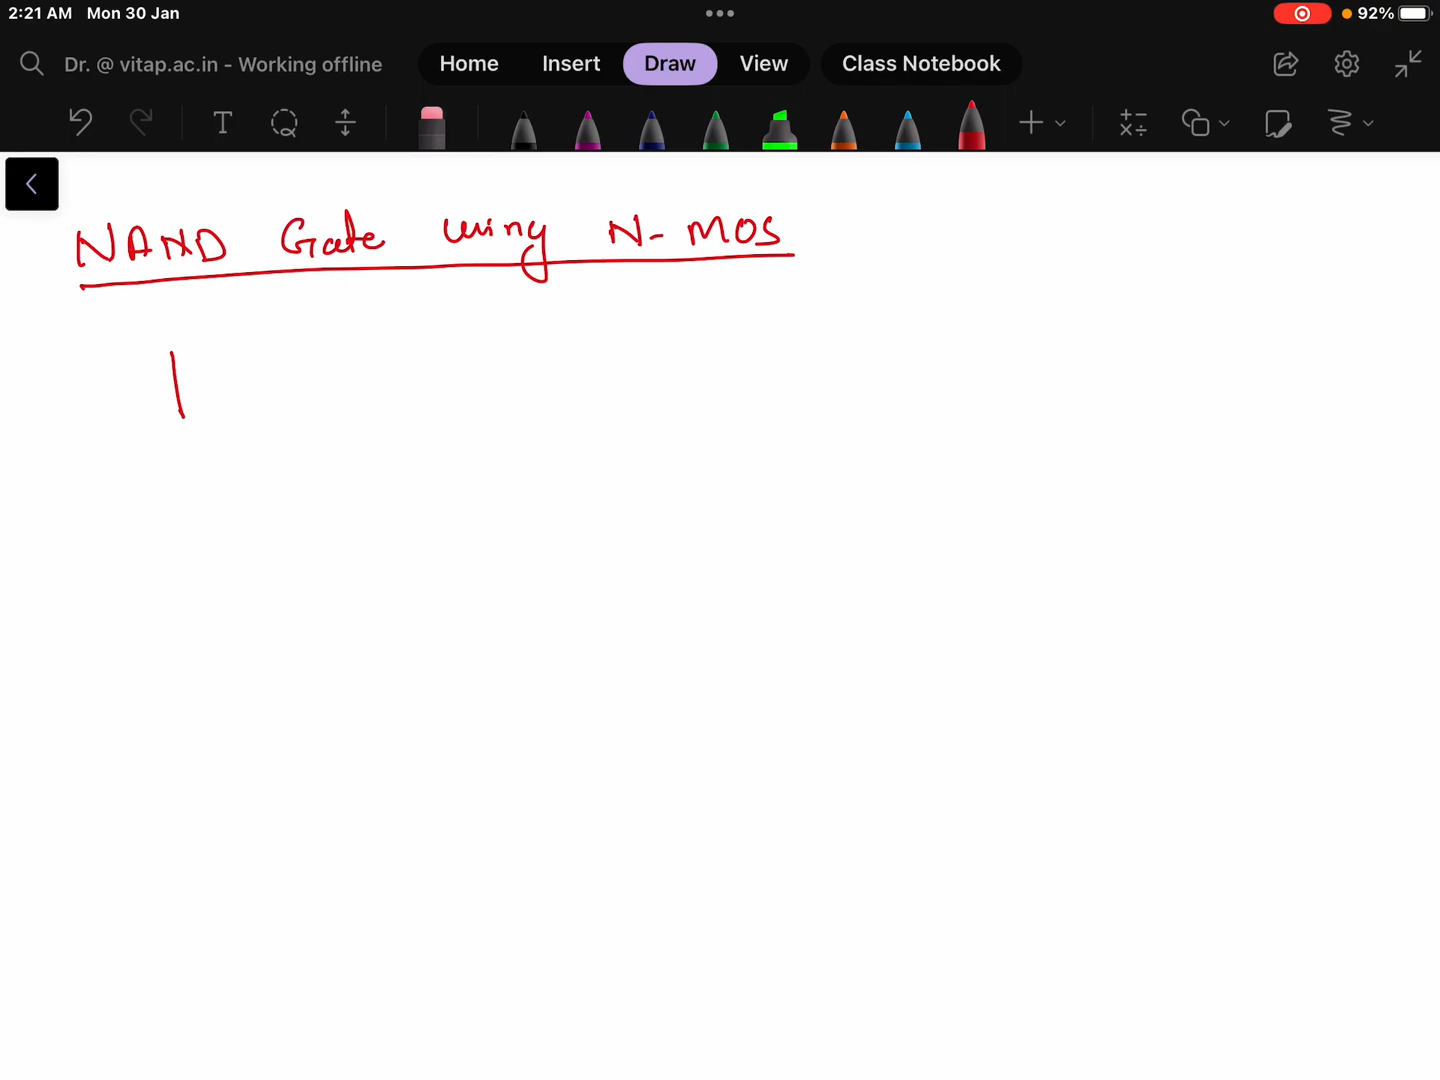 2:21 AM Mon 30 Jan 92%
Dr. @ vitap.ac.in - Working offline Home Insert Draw View Class Notebook
T
NAND Gate using N-MOS